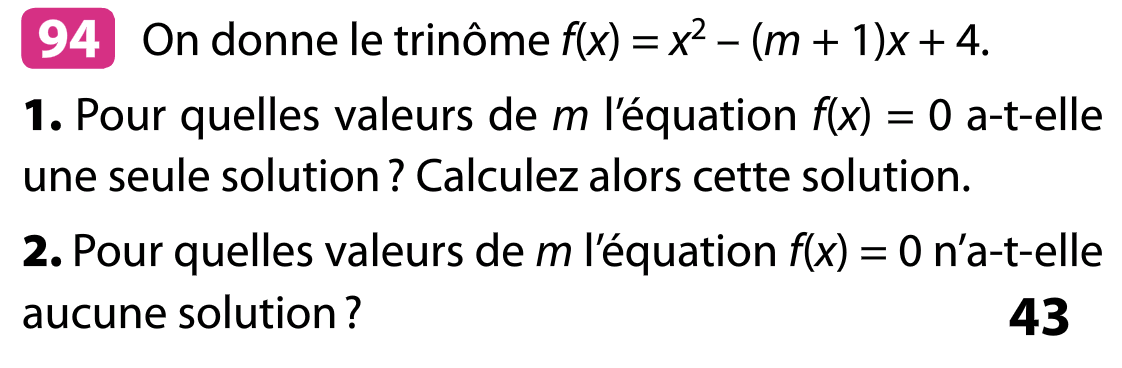 94 On donne le trinôme f(x) = x² – (m + 1)x + 4.
1. Pour quelles valeurs de m l’équation f(x) = 0 a-t-elle
une seule solution ? Calculez alors cette solution.
2. Pour quelles valeurs de m l’équation f(x) = 0 n’a-t-elle
aucune solution ?
43